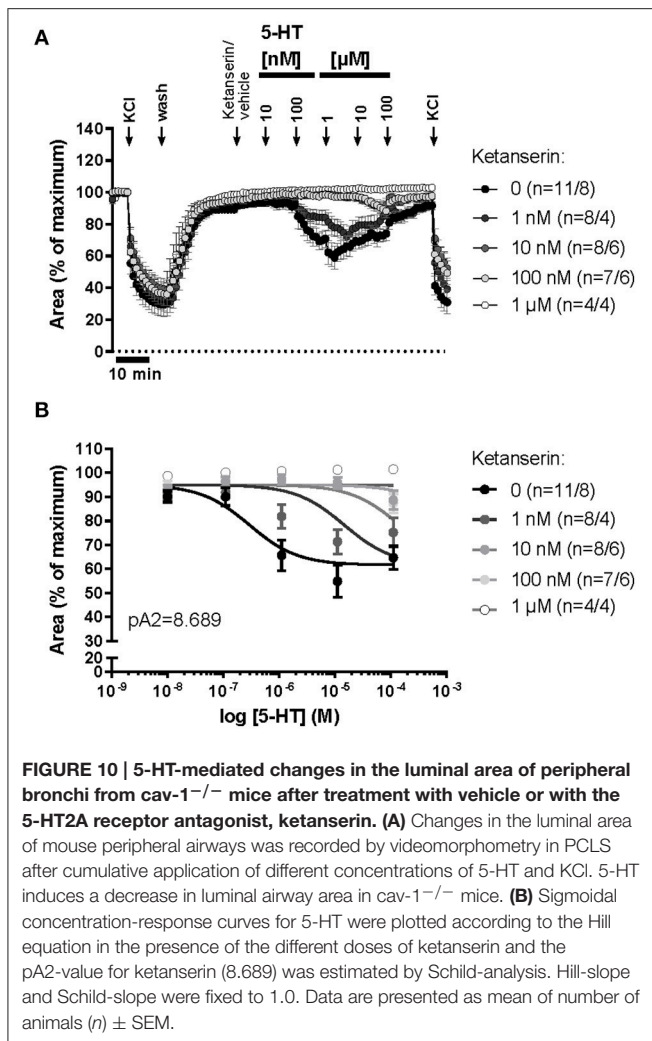 A
5-HT
[nM] [µM]
KCl
wash
Ketanserin/
vehicle
10
100
1
10
100
KCl
140
120
100
80
60
40
20
0
Area (% of maximum)
10 min
Ketanserin:
0 (n=11/8)
1 nM (n=8/4)
10 nM (n=8/6)
100 nM (n=7/6)
1 µM (n=4/4)
B
110
100
90
80
70
60
50
40
30
20
0
Area (% of maximum)
pA2=8.689
10⁻⁹ 10⁻⁸ 10⁻⁷ 10⁻⁶ 10⁻⁵ 10⁻⁴ 10⁻³
log [5-HT] (M)
Ketanserin:
0 (n=11/8)
1 nM (n=8/4)
10 nM (n=8/6)
100 nM (n=7/6)
1 µM (n=4/4)
FIGURE 10 | 5-HT-mediated changes in the luminal area of peripheral
bronchi from cav-1⁻/⁻ mice after treatment with vehicle or with the
5-HT2A receptor antagonist, ketanserin. (A) Changes in the luminal area
of mouse peripheral airways was recorded by videomorphometry in PCLS
after cumulative application of different concentrations of 5-HT and KCl. 5-HT
induces a decrease in luminal airway area in cav-1⁻/⁻ mice. (B) Sigmoidal
concentration-response curves for 5-HT were plotted according to the Hill
equation in the presence of the different doses of ketanserin and the
pA2-value for ketanserin (8.689) was estimated by Schild-analysis. Hill-slope
and Schild-slope were fixed to 1.0. Data are presented as mean of number of
animals (n) ± SEM.